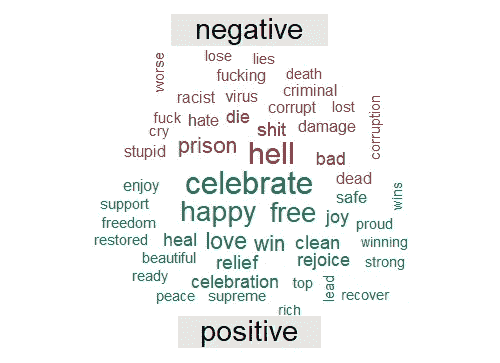 negative
worse lose lies
fucking death
racist virus criminal
corrupt lost corruption
fuck hate die
cry shit damage
stupid prison hell bad
dead
enjoy celebrate safe wins
support
happy free joy
freedom proud
restored heal love win clean winning
beautiful relief rejoice strong
ready celebration top lead
peace supreme recover
rich
positive